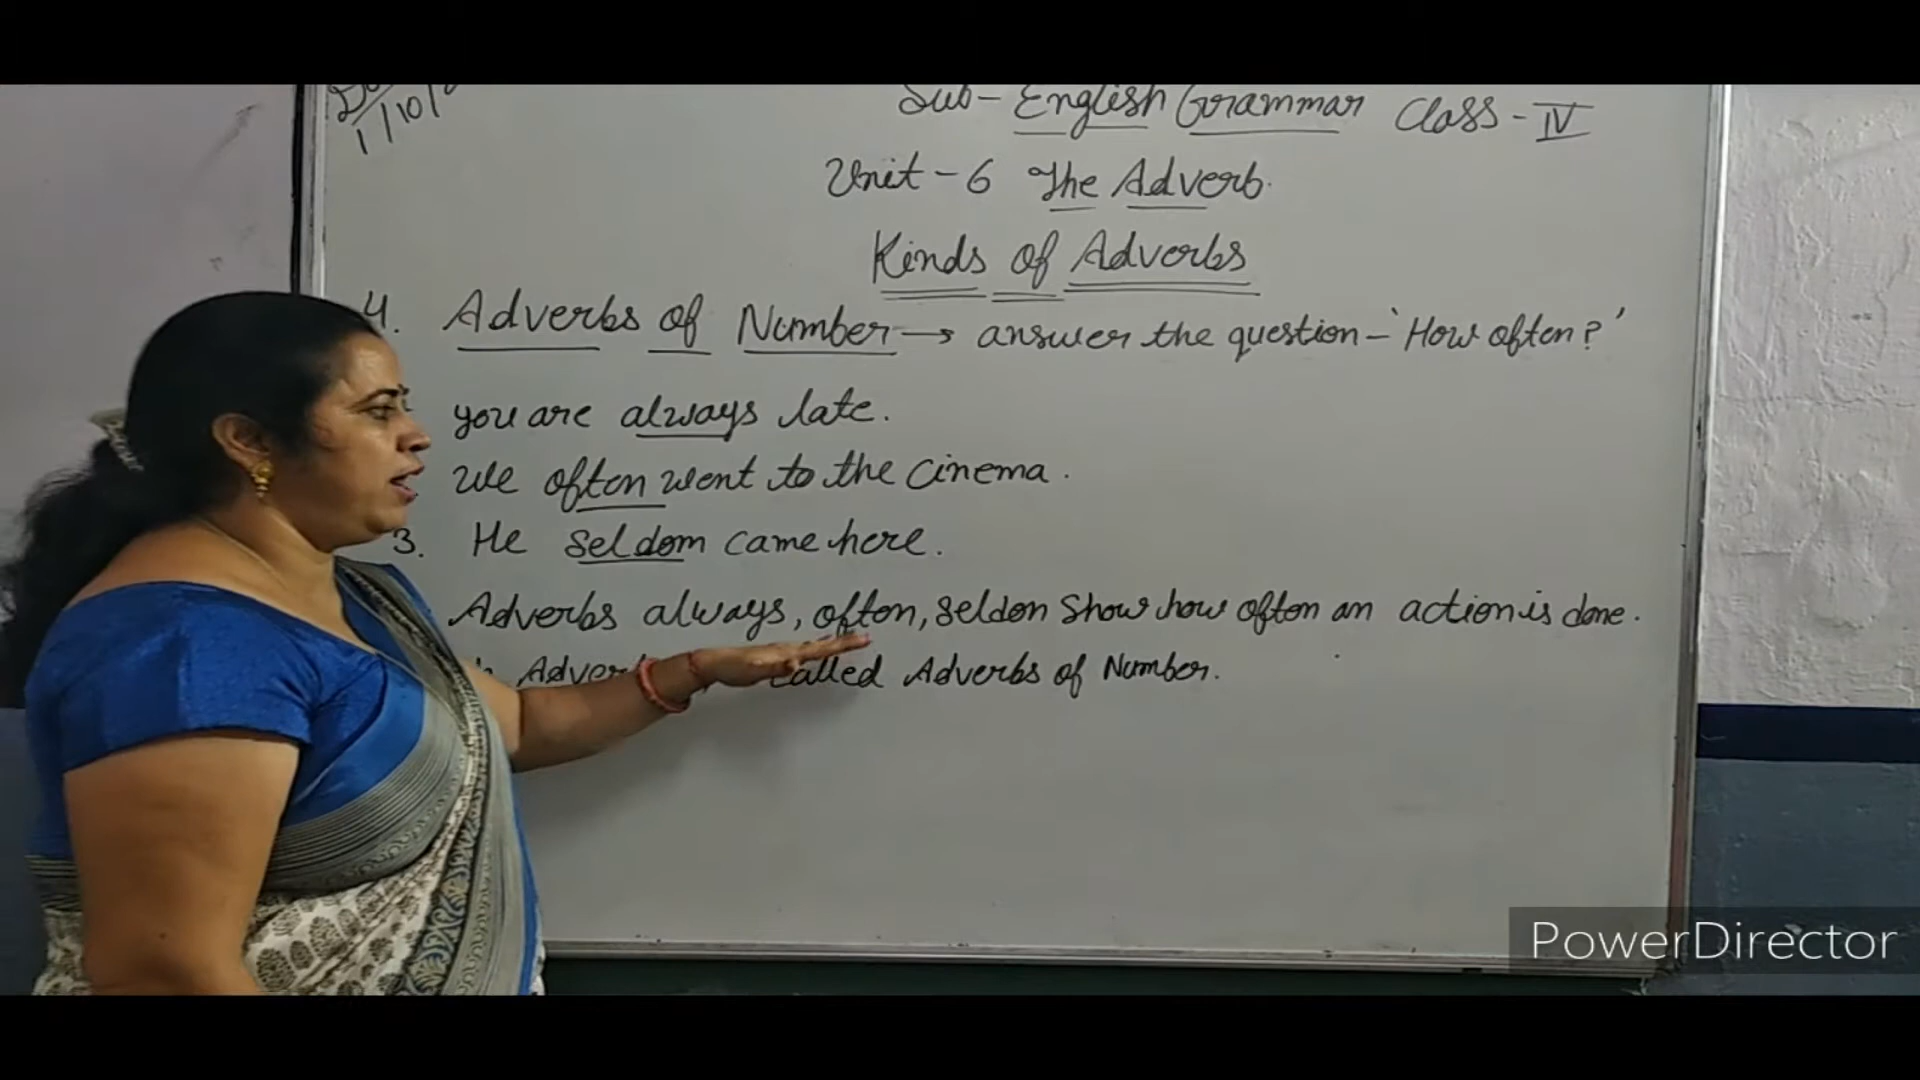 1/10/
Sub- English Grammar Class - IV
Unit - 6 The Adverb.
Kinds of Adverbs
4. Adverbs of Number → answer the question - 'How often?'
you are always late.
We often went to the cinema.
3. He seldom came here.
Adverbs always, often, seldon show how often an action is done.
called Adverbs of Number.
PowerDirector